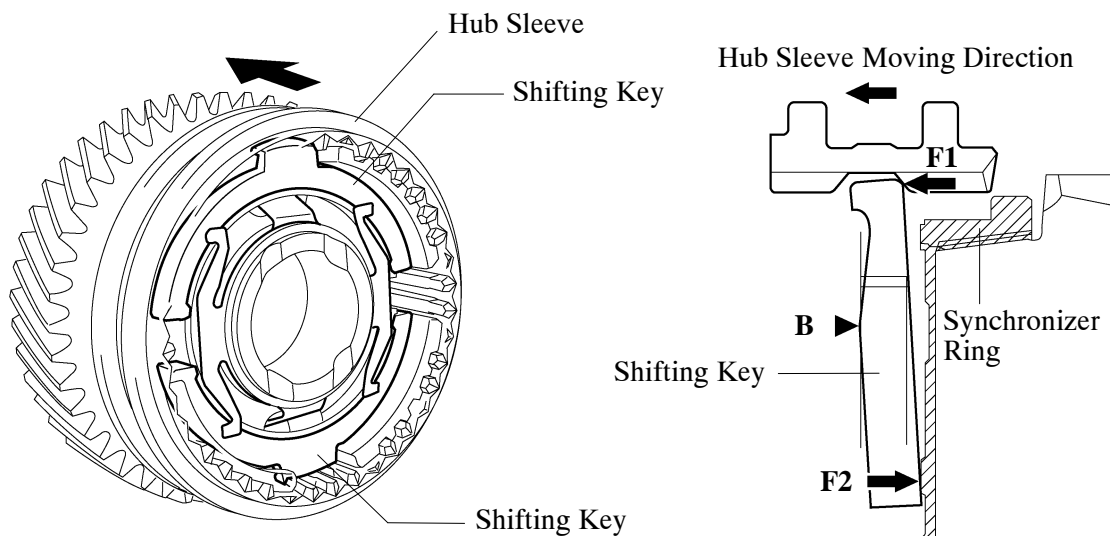 Hub Sleeve
Shifting Key
Shifting Key
Hub Sleeve Moving Direction
F1
B
Synchronizer
Ring
Shifting Key
F2